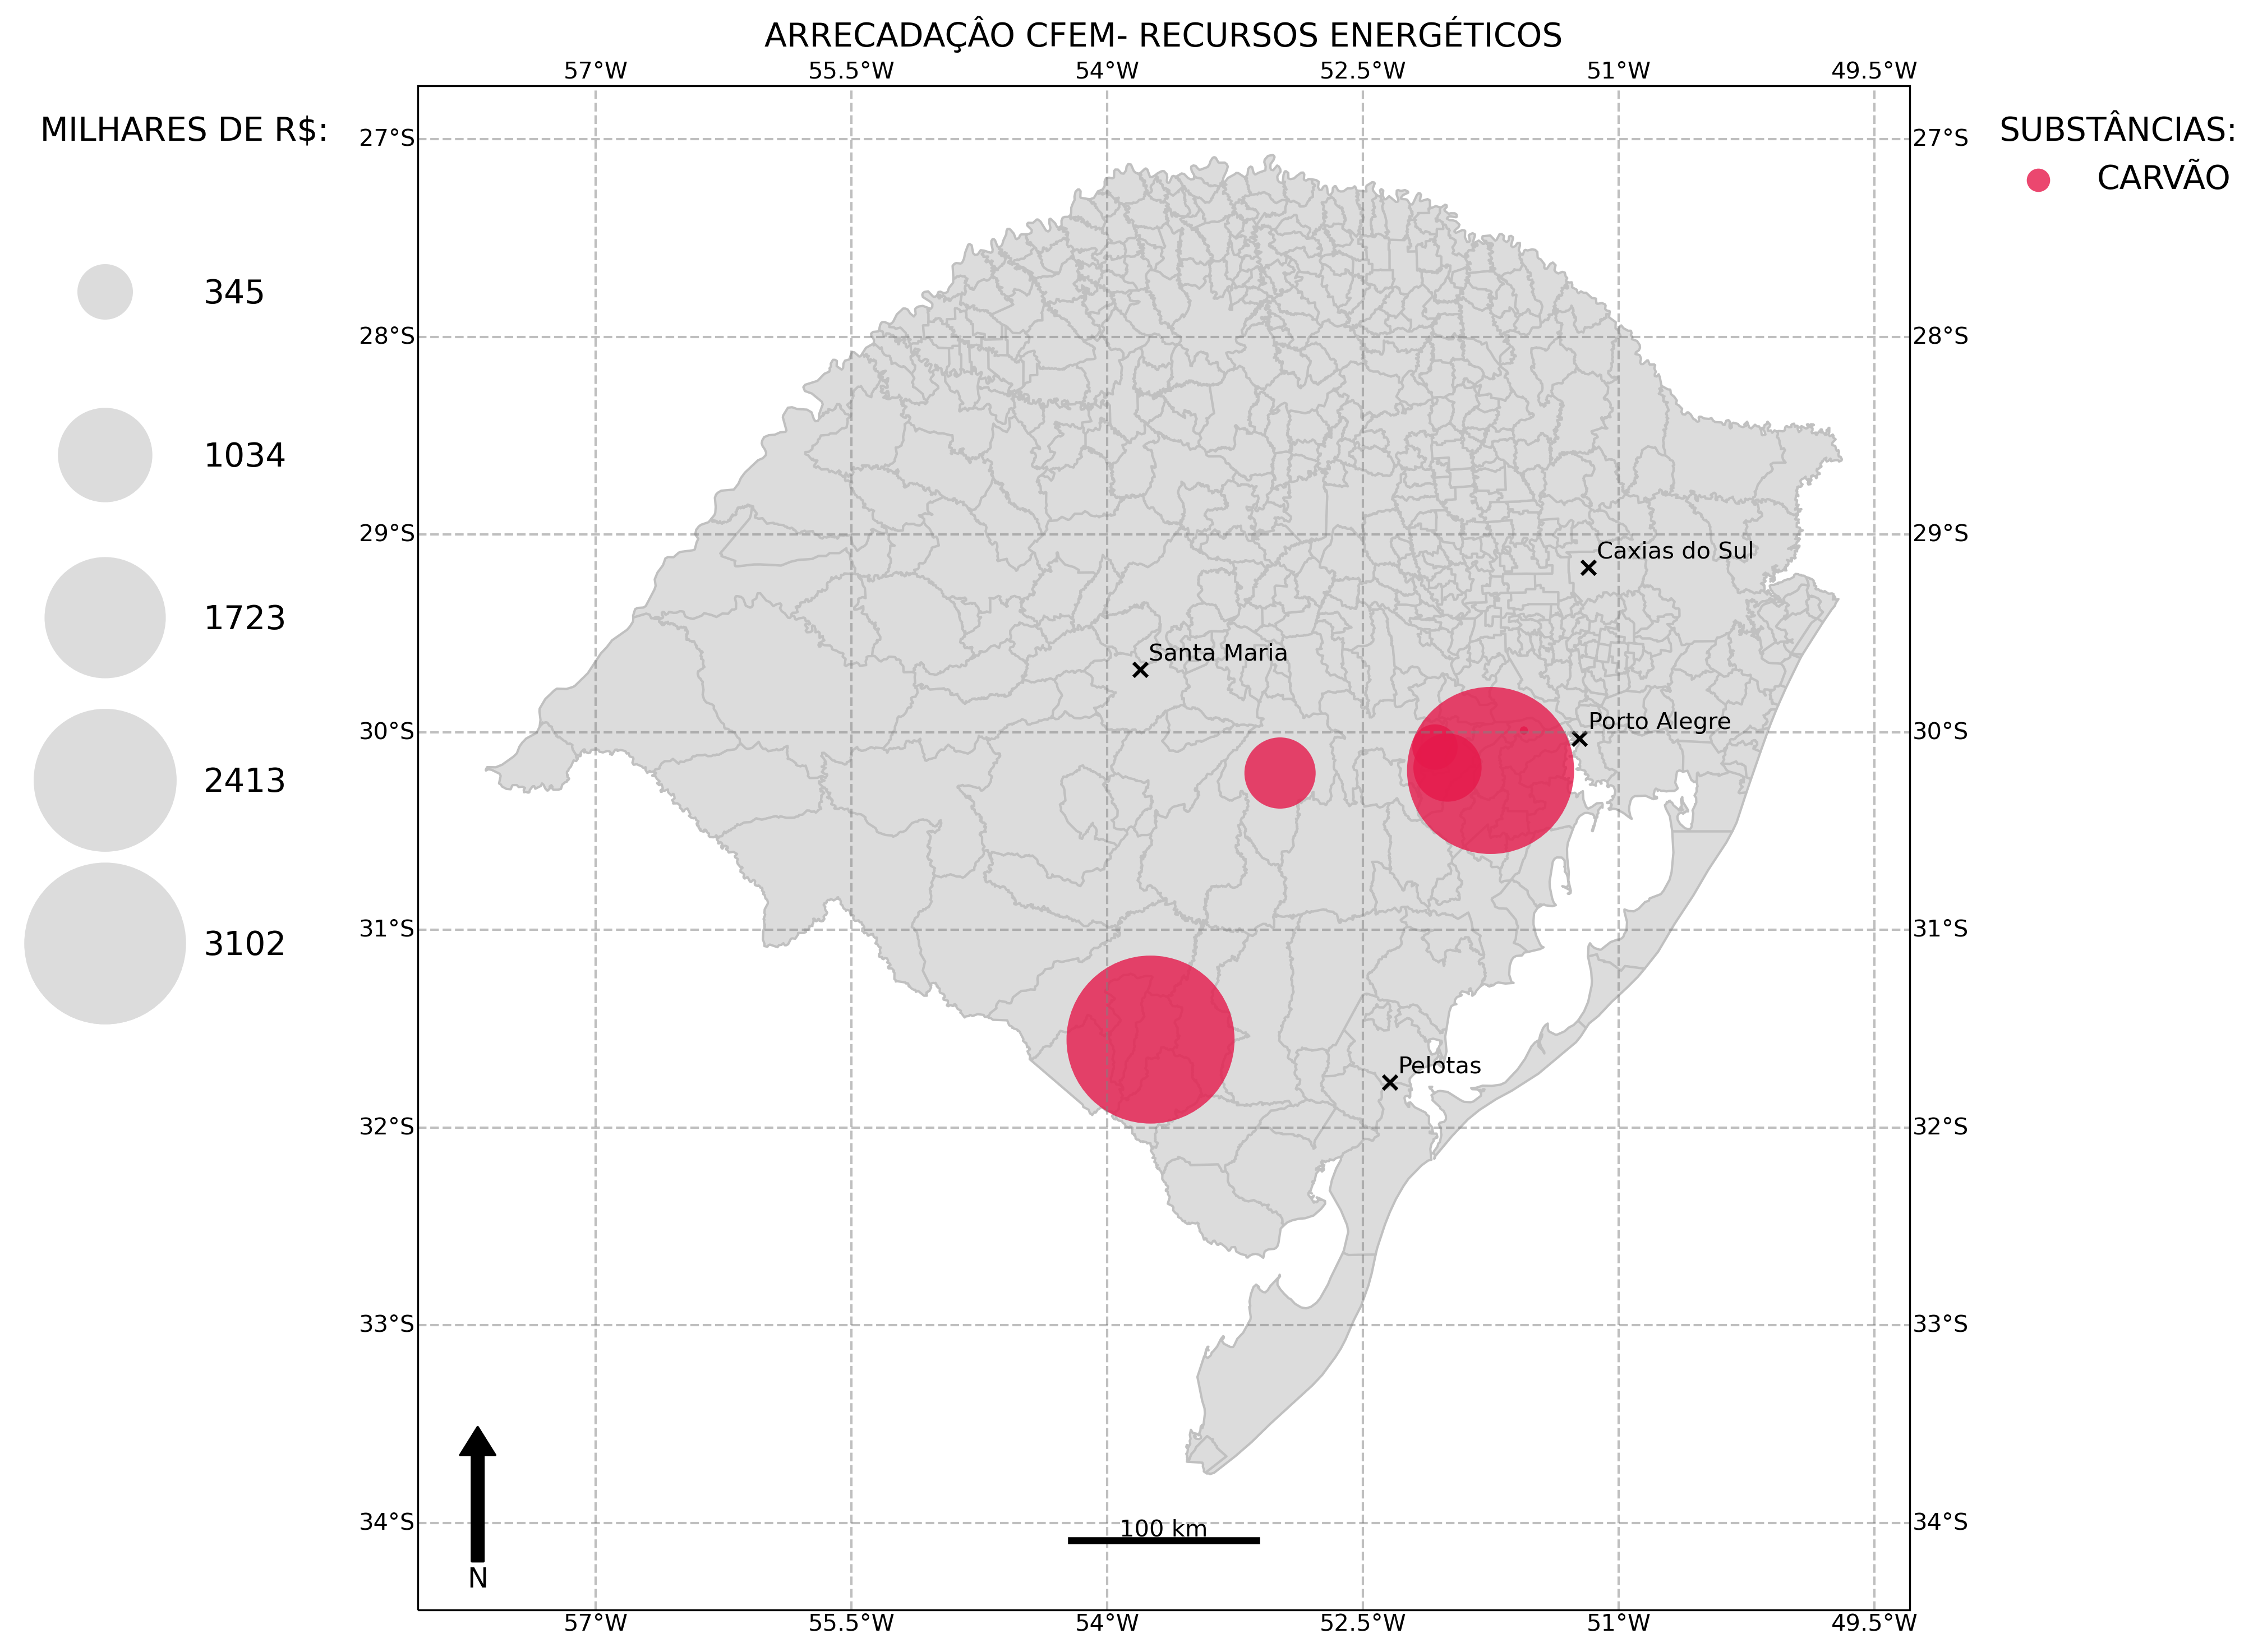 ARRECADAÇÂO CFEM- RECURSOS ENERGÉTICOS
57°W 55.5°W 54°W 52.5°W 51°W 49.5°W
MILHARES DE R$:
345
1034
1723
2413
3102
27°S
28°S
29°S
30°S
31°S
32°S
33°S
34°S
Caxias do Sul
Santa Maria
Porto Alegre
Pelotas
100 km
N
27°S
28°S
29°S
30°S
31°S
32°S
33°S
34°S
SUBSTÂNCIAS:
CARVÃO
57°W 55.5°W 54°W 52.5°W 51°W 49.5°W